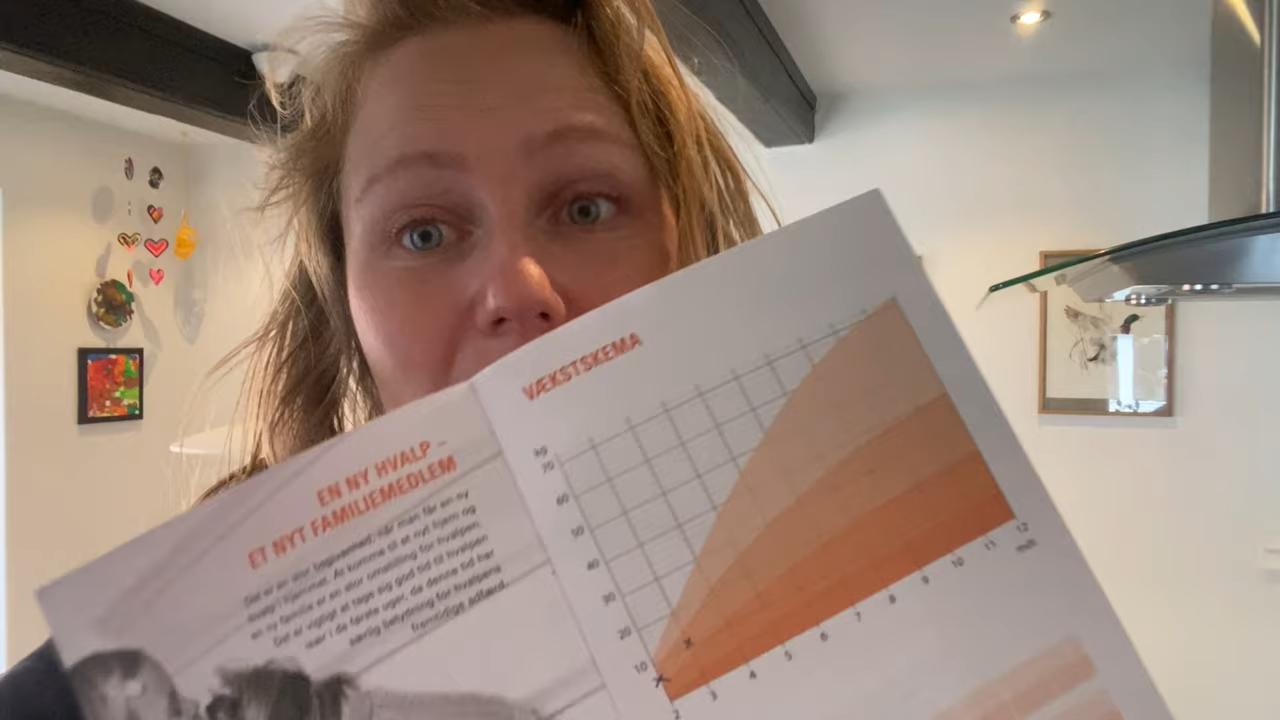 EN NY HVALP –
ET NYT FAMILIEMEDLEM
Det er en stor begivenhed, når man får en ny
hvalp i hjemmet. At komme til et nyt hjem og
en ny familie er en stor omstilling for hvalpen.
Det er vigtigt at tage sig god tid til hvalpen
især i de første uger, da denne tid har
særlig betydning for hvalpens
fremtidige adfærd.
VÆKSTSKEMA
kg
70
60
50
40
30
20
10
2
3
4
5
6
7
8
9
10
11
12
mdr.